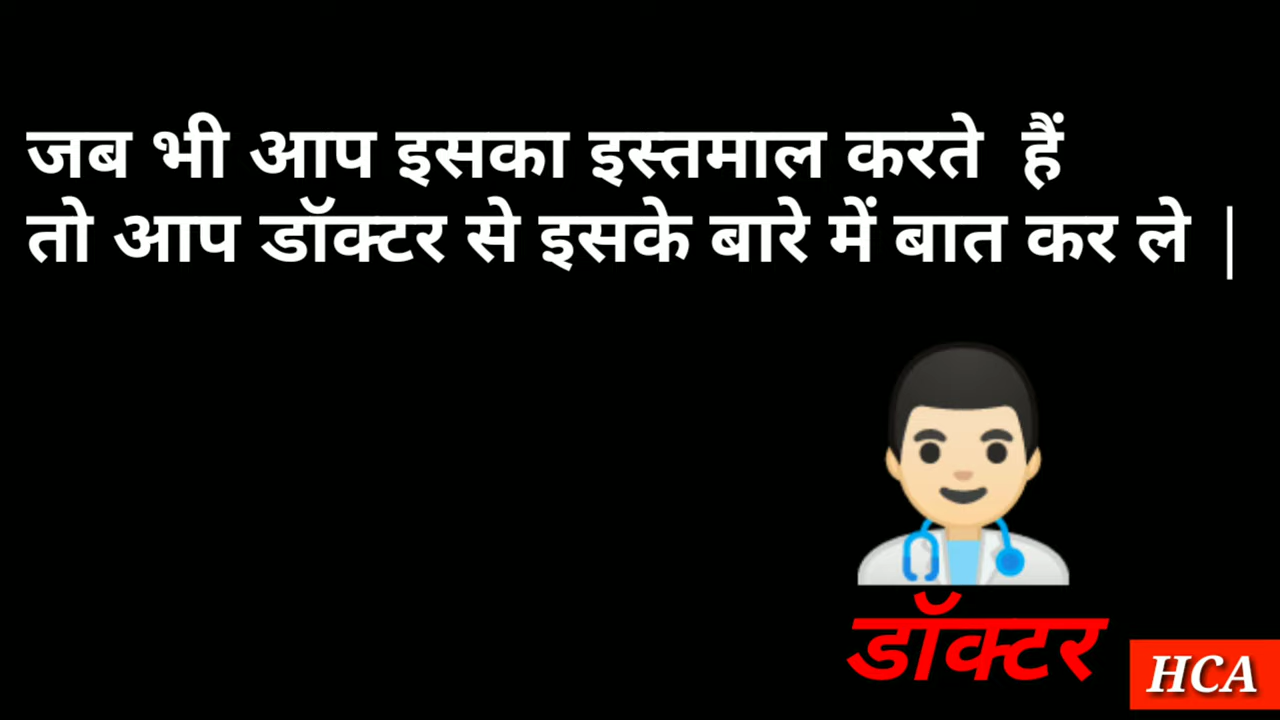 जब भी आप इसका इस्तमाल करते हैं
तो आप डॉक्टर से इसके बारे में बात कर ले |
डॉक्टर
HCA